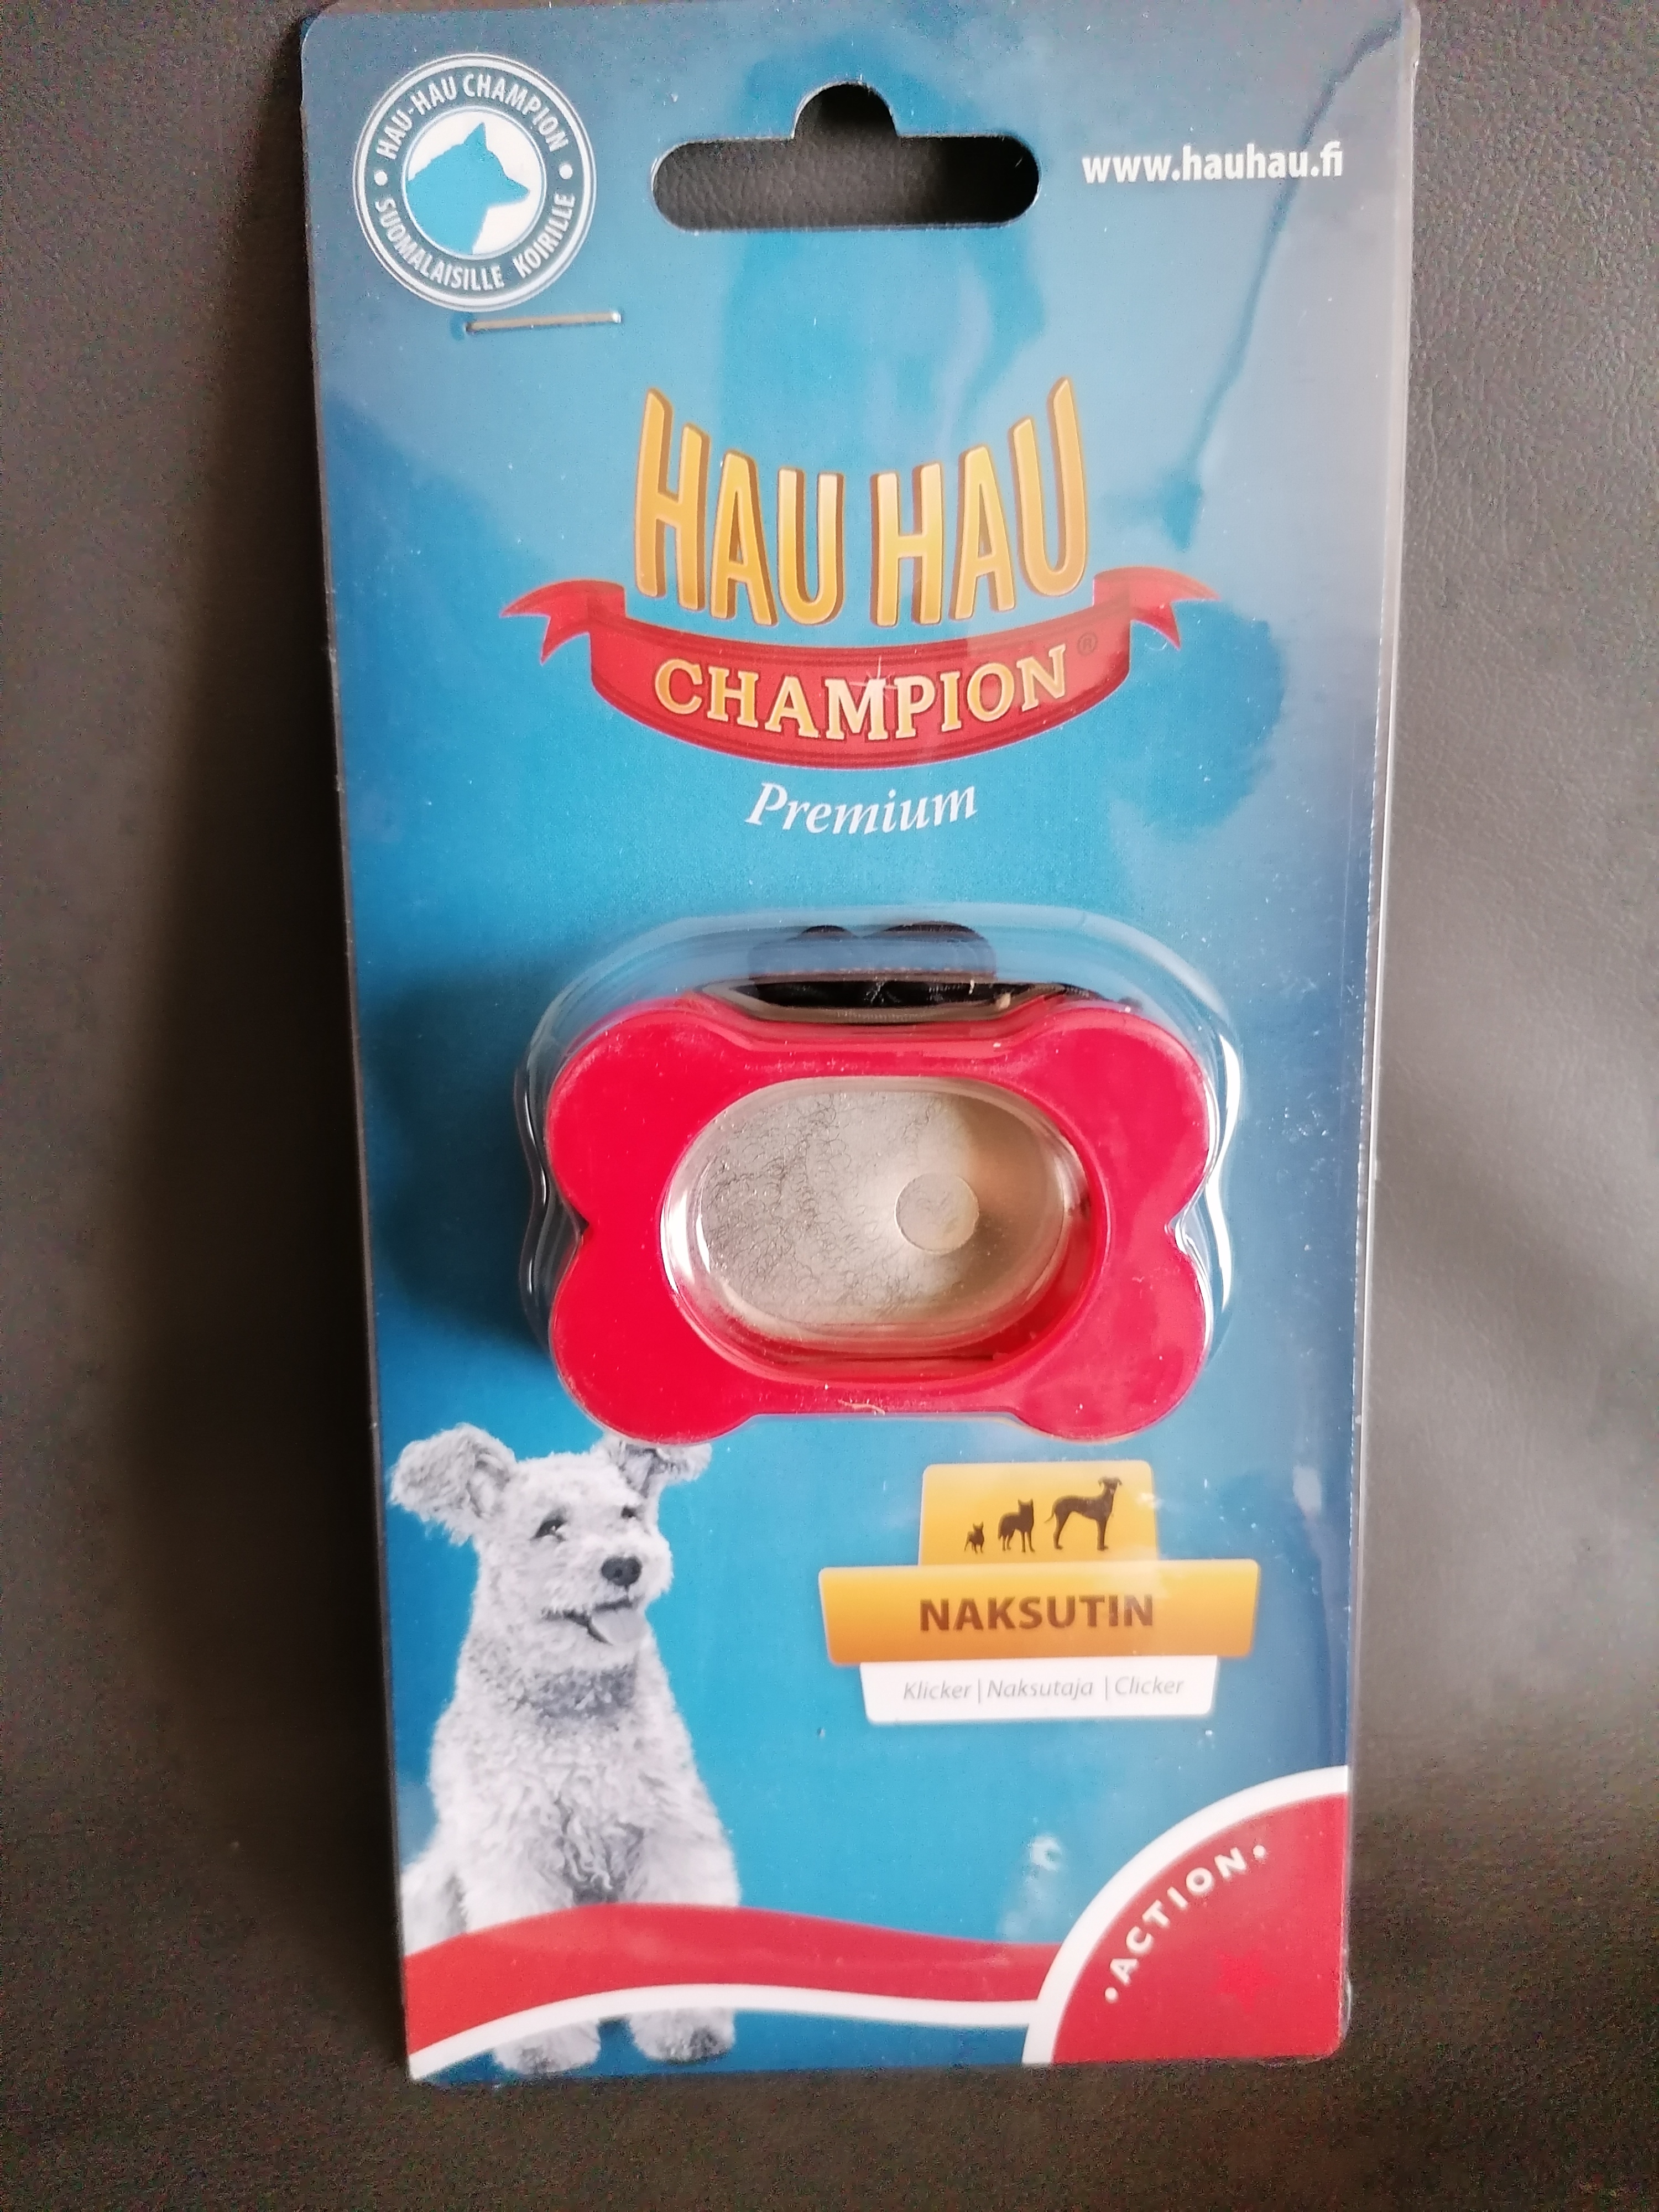 • HAU-HAU CHAMPION •
SUOMALAISILLE KOIRILLE
www.hauhau.fi
HAU HAU
CHAMPION®
Premium
NAKSUTIN
Klicker | Naksutaja | Clicker
• ACTION •